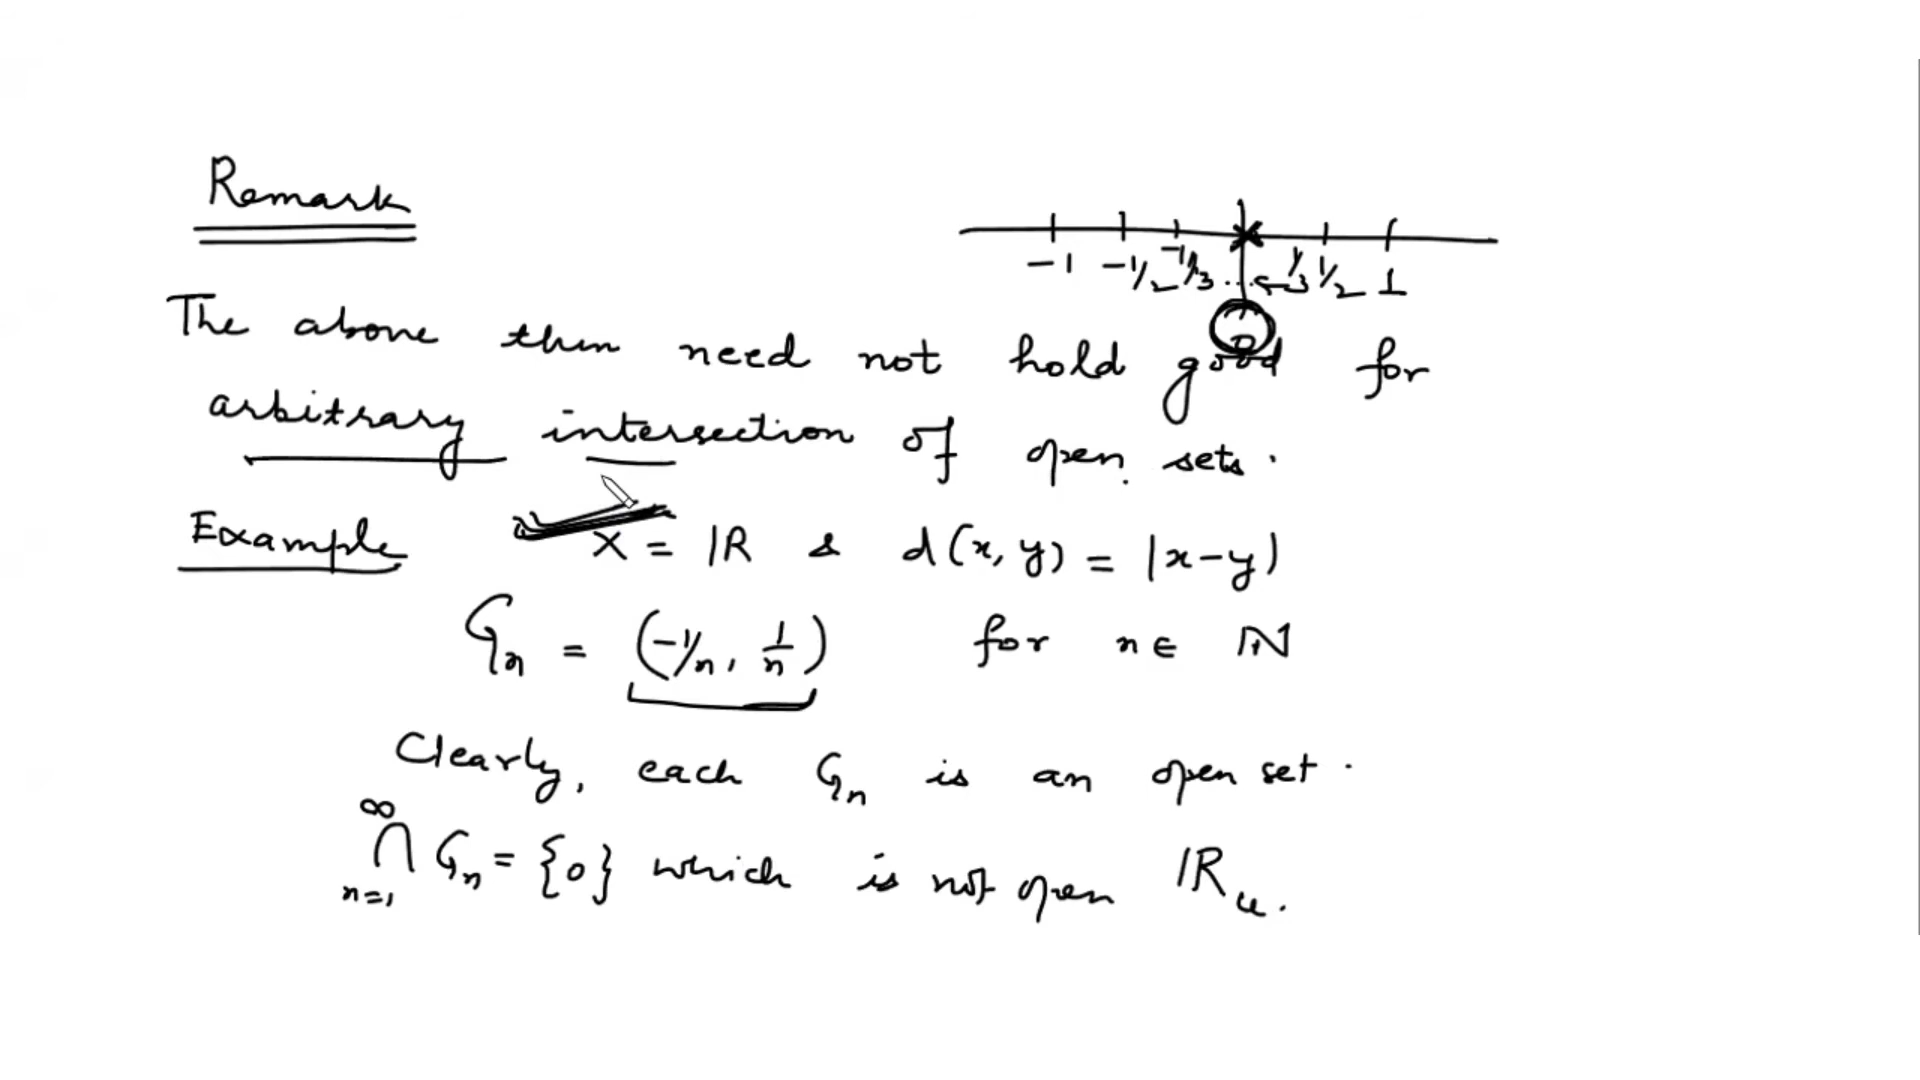 Remark
-1 -1/2 -1/3 ... ← 1/3 1/2 1
0
The above thm need not hold good for
arbitrary intersection of open sets.
Example X = ℝ & d(x, y) = |x-y|
Gₙ = (-1/n, 1/n) for n ∈ ℕ
Clearly, each Gₙ is an open set.
∞
∩ Gₙ = {0} which is not open ℝᵤ.
n=1